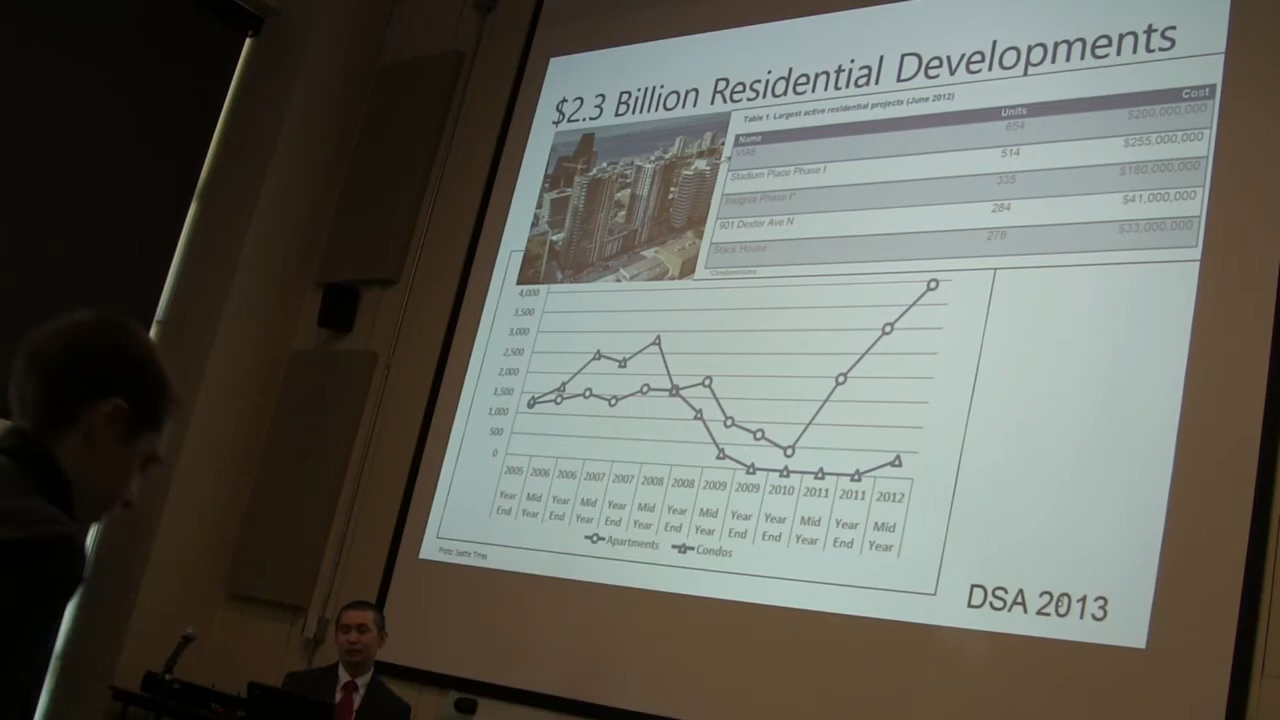 $2.3 Billion Residential Developments
Table 1. Largest active residential projects (June 2012)
Name Units Cost
VIA6 654 $200,000,000
Stadium Place Phase I 514 $255,000,000
Insignia Phase I* 335 $180,000,000
901 Dexter Ave N 284 $41,000,000
Stack House 278 $33,000,000
*Condominiums
4,000
3,500
3,000
2,500
2,000
1,500
1,000
500
0
2005 2006 2006 2007 2007 2008 2008 2009 2009 2010 2011 2011 2012
Year Mid Year Mid Year Mid Year Mid Year Year Mid Year Mid
End Year End Year End Year End Year End End Year End Year
Apartments Condos
Photo: Seattle Times
DSA 2013